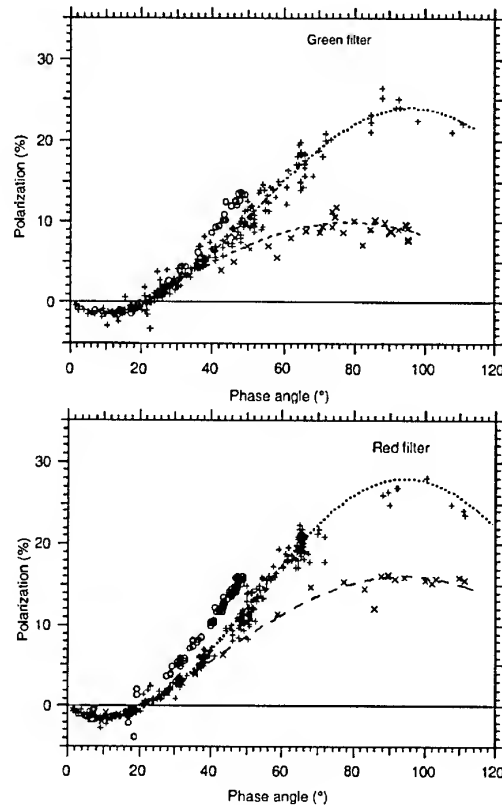 Green filter
30
20
10
0
Polarization (%)
0 20 40 60 80 100 120
Phase angle (°)
Red filter
30
20
10
0
Polarization (%)
0 20 40 60 80 100 120
Phase angle (°)